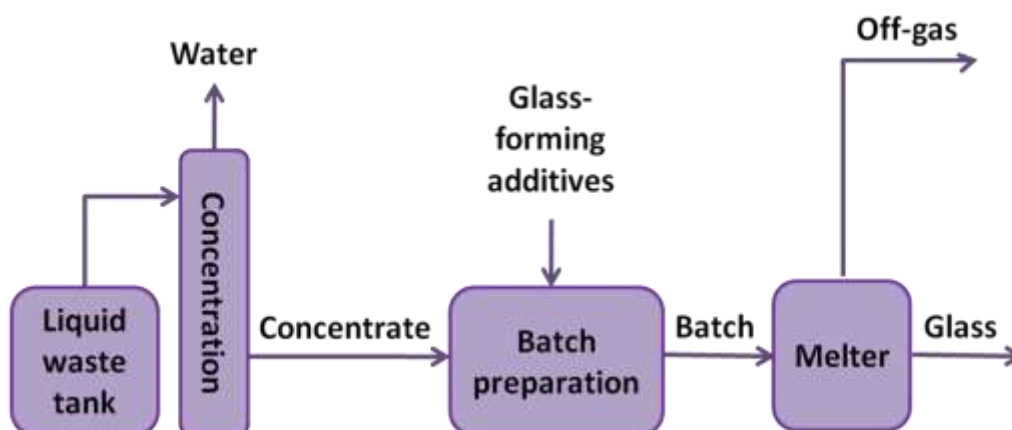 Off-gas
Water
Glass-
forming
additives
Concentration
Liquid
waste
tank
Concentrate
Batch
preparation
Batch
Melter
Glass